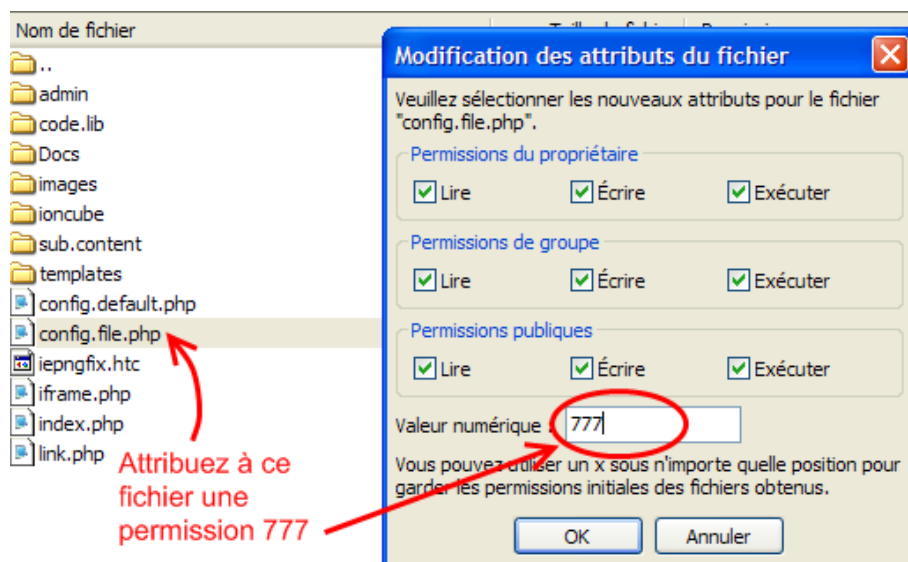 Nom de fichier
..
admin
code.lib
Docs
images
ioncube
sub.content
templates
config.default.php
config.file.php
iepngfix.htc
iframe.php
index.php
link.php
Attribuez à ce
fichier une
permission 777
Modification des attributs du fichier
Veuillez sélectionner les nouveaux attributs pour le fichier
"config.file.php".
Permissions du propriétaire
Lire Écrire Exécuter
Permissions de groupe
Lire Écrire Exécuter
Permissions publiques
Lire Écrire Exécuter
Valeur numérique : 777
Vous pouvez utiliser un x sous n'importe quelle position pour
garder les permissions initiales des fichiers obtenus.
OK Annuler